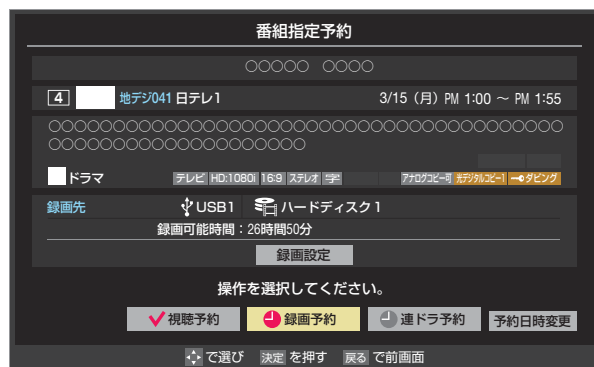 番組指定予約
○○○○○ ○○○○
4 地デジ041 日テレ1 3/15（月）PM 1:00 ～ PM 1:55
○○○○○○○○○○○○○○○○○○○○○○○○○○○○○○○○○○○○○○○○
○○○○○○○○○○○○○○○○○○○○
ドラマ テレビ HD:1080i 16:9 ステレオ 字 アナログコピー可 光デジタルコピー1 ダビング
録画先 USB1 ハードディスク1
録画可能時間：26時間50分
録画設定
操作を選択してください。
視聴予約 録画予約 連ドラ予約 予約日時変更
で選び 決定 を押す 戻る で前画面